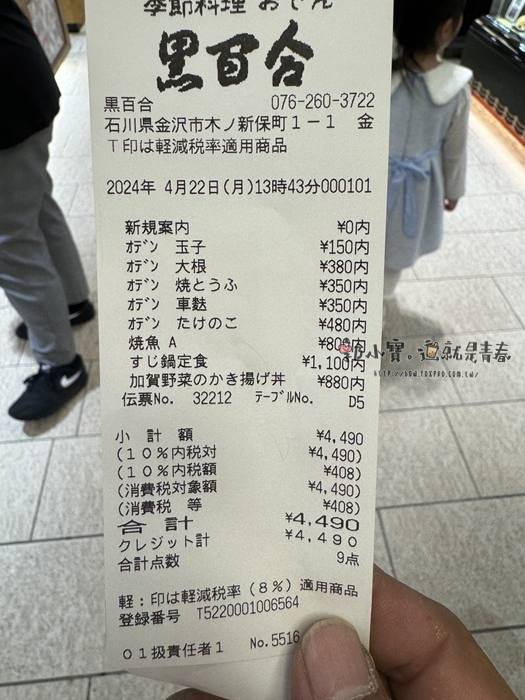 季節料理 おでん
黒百合
黒百合 076-260-3722
石川県金沢市木ノ新保町1-1 金
T印は軽減税率適用商品
2024年 4月22日(月)13時43分000101
新規案内 ¥0内
ｵﾃﾞﾝ 玉子 ¥150内
ｵﾃﾞﾝ 大根 ¥380内
ｵﾃﾞﾝ 焼とうふ ¥350内
ｵﾃﾞﾝ 車麩 ¥350内
ｵﾃﾞﾝ たけのこ ¥480内
焼魚 A ¥800内
すじ鍋定食 ¥1,100内
加賀野菜のかき揚げ丼 ¥880内
伝票No. 32212 ﾃｰﾌﾞﾙNo. D5
小 計 額 ¥4,490
(10%内税対 ¥4,490)
(10%内税額 ¥408)
(消費税対象額 ¥4,490)
(消費税 等 ¥408)
合 計 ¥4,490
クレジット計 ¥4,490
合計点数 9点
軽:印は軽減税率(8%)適用商品
登録番号 T5220001006564
01扱責任者1 No.5516
小寶。這就是青春